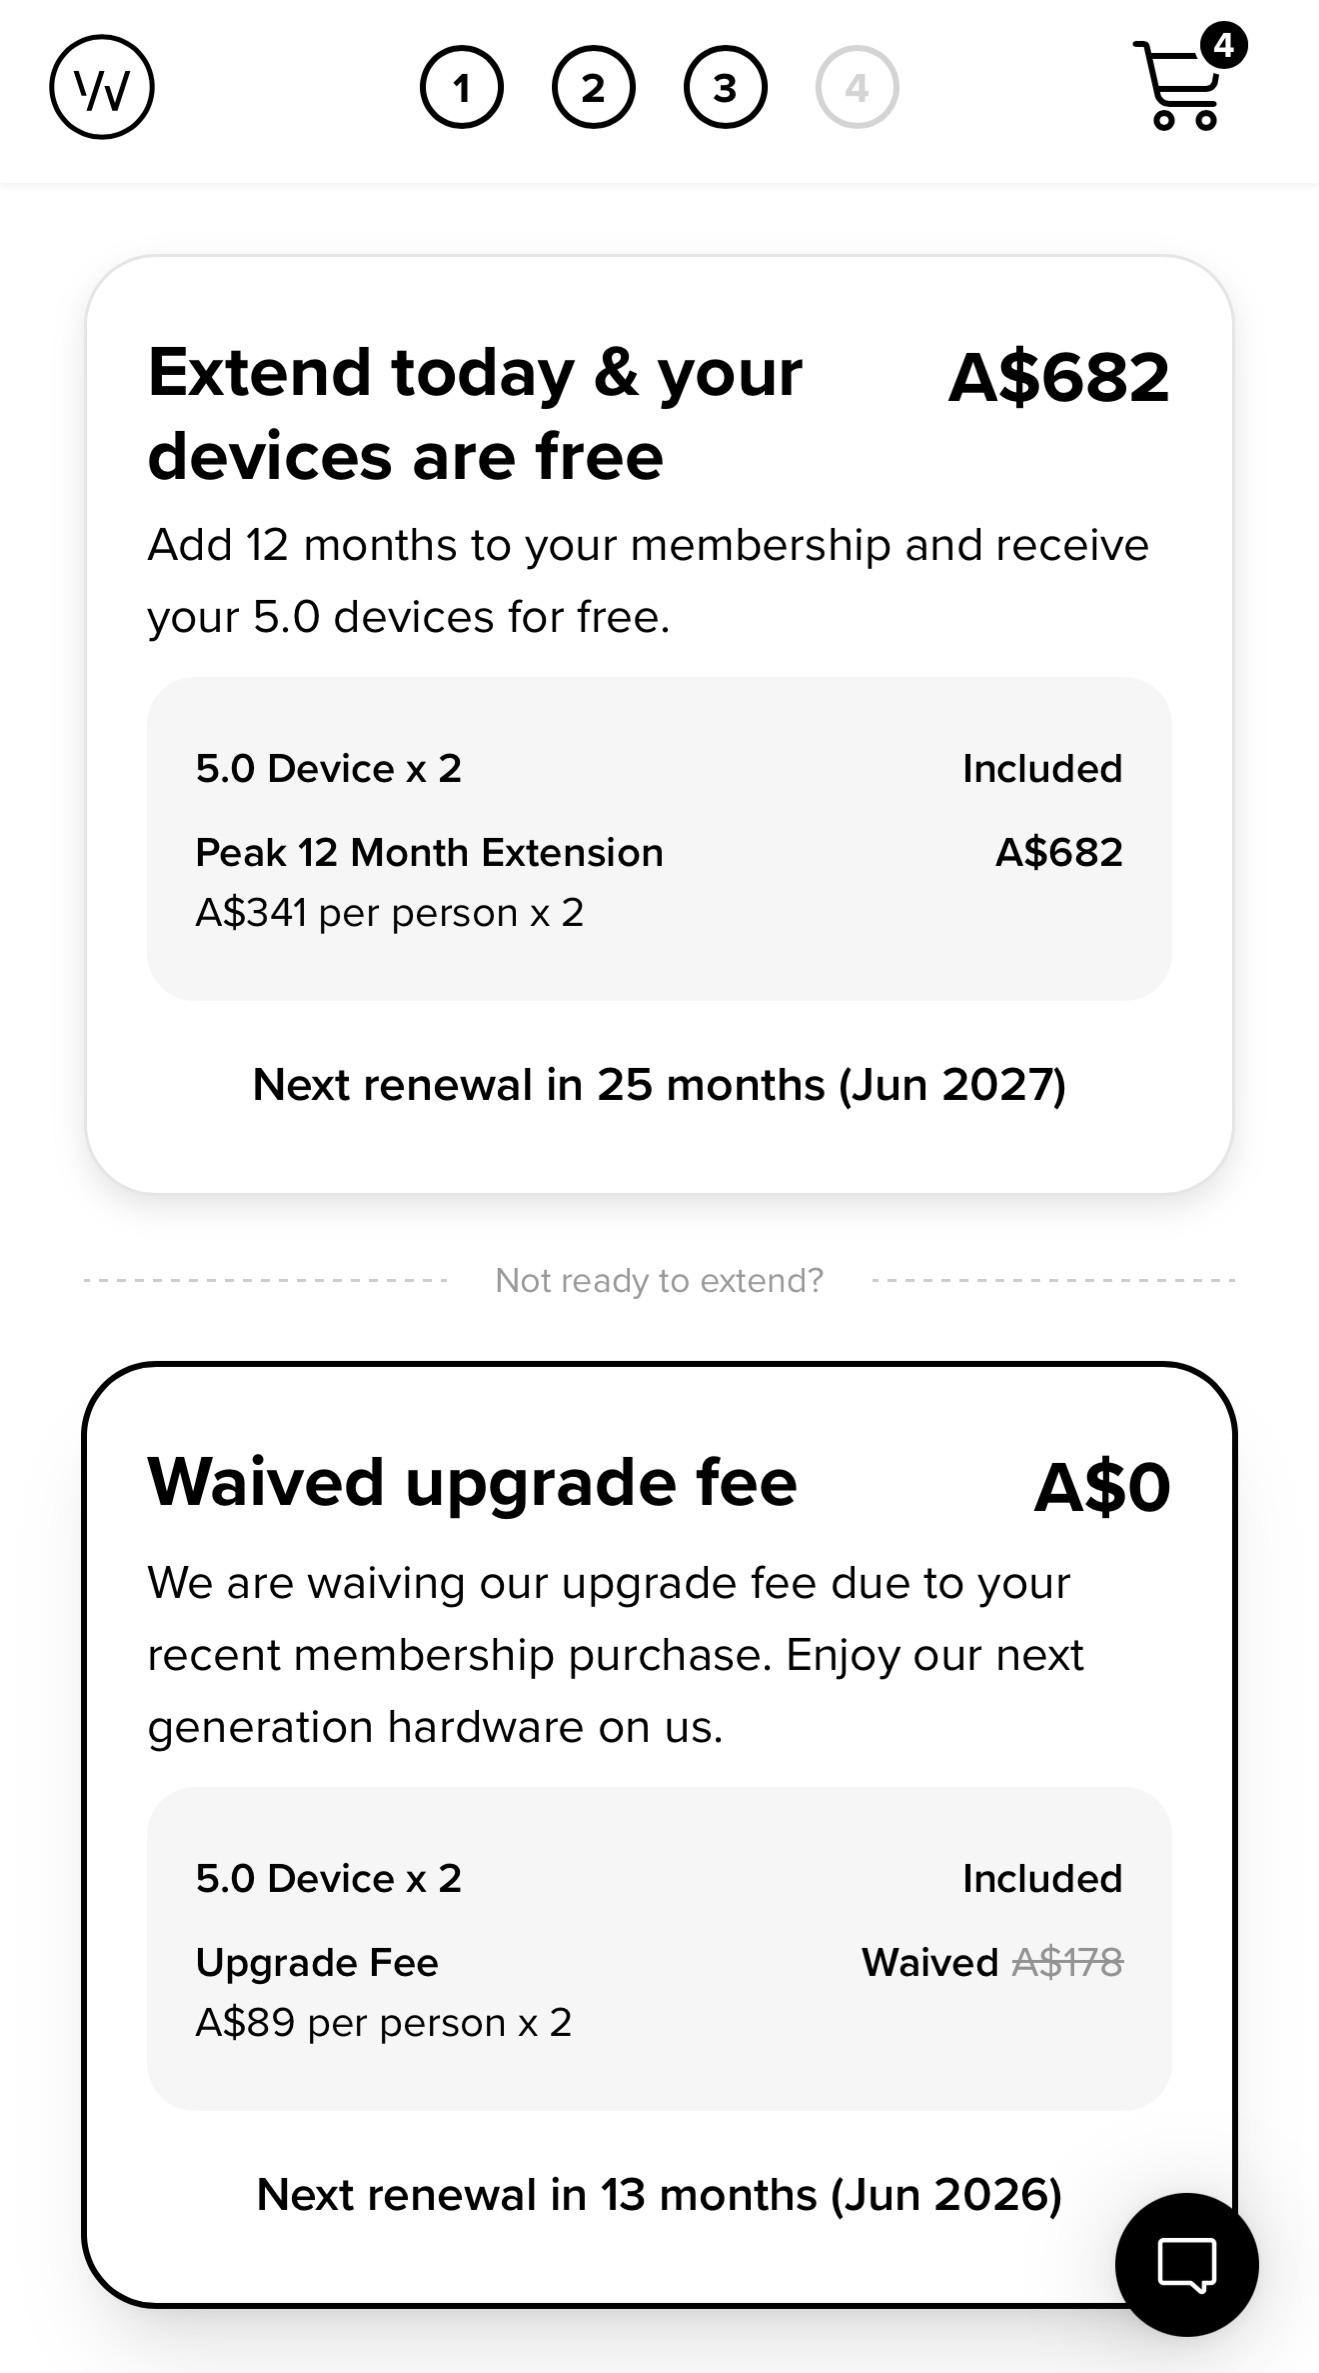 W
1 2 3 4
4
Extend today & your
devices are free
A$682
Add 12 months to your membership and receive
your 5.0 devices for free.
5.0 Device x 2 Included
Peak 12 Month Extension A$682
A$341 per person x 2
Next renewal in 25 months (Jun 2027)
Not ready to extend?
Waived upgrade fee A$0
We are waiving our upgrade fee due to your
recent membership purchase. Enjoy our next
generation hardware on us.
5.0 Device x 2 Included
Upgrade Fee Waived A$178
A$89 per person x 2
Next renewal in 13 months (Jun 2026)